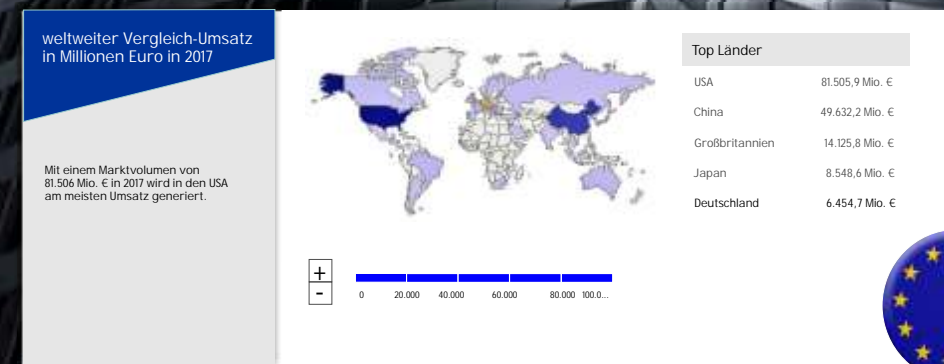 weltweiter Vergleich-Umsatz
in Millionen Euro in 2017
Mit einem Marktvolumen von
81.506 Mio. € in 2017 wird in den USA
am meisten Umsatz generiert.
Top Länder
USA 81.505,9 Mio. €
China 49.632,2 Mio. €
Großbritannien 14.125,8 Mio. €
Japan 8.548,6 Mio. €
Deutschland 6.454,7 Mio. €
+
-
0 20.000 40.000 60.000 80.000 100.0...